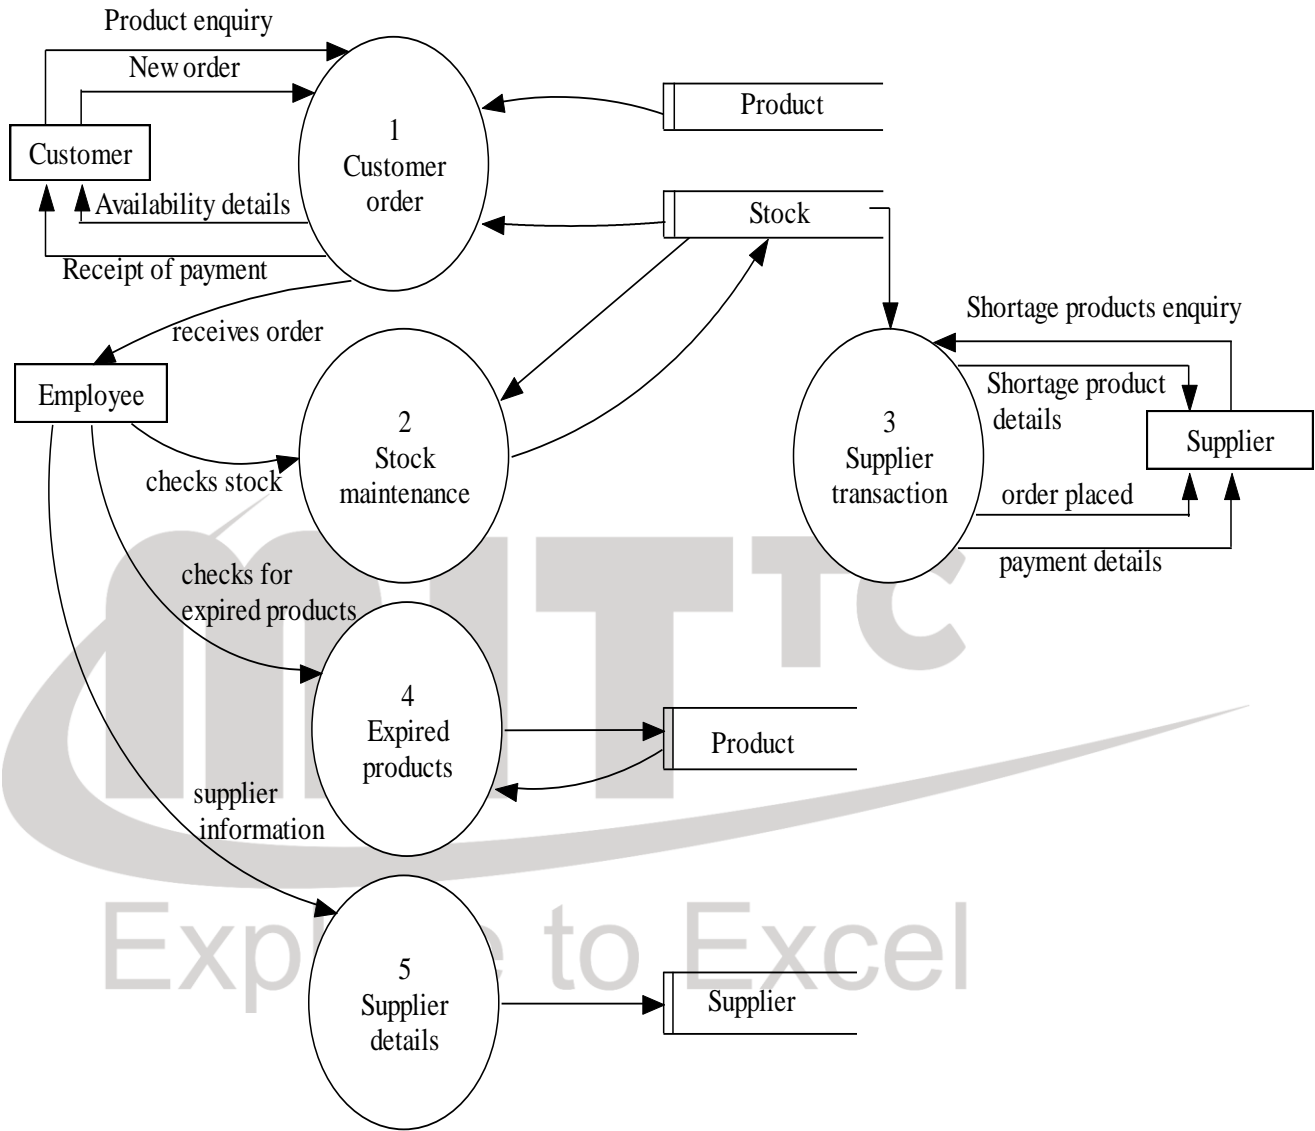 Product enquiry
New order
1
Customer
order
Product
Customer
Stock
Availability details
Receipt of payment
receives order
Shortage products enquiry
Employee
2
Stock
maintenance
3
Supplier
transaction
Shortage product
details
Supplier
checks stock
order placed
payment details
checks for
expired products
4
Expired
products
Product
supplier
information
5
Supplier
details
Supplier
TC
to Excel